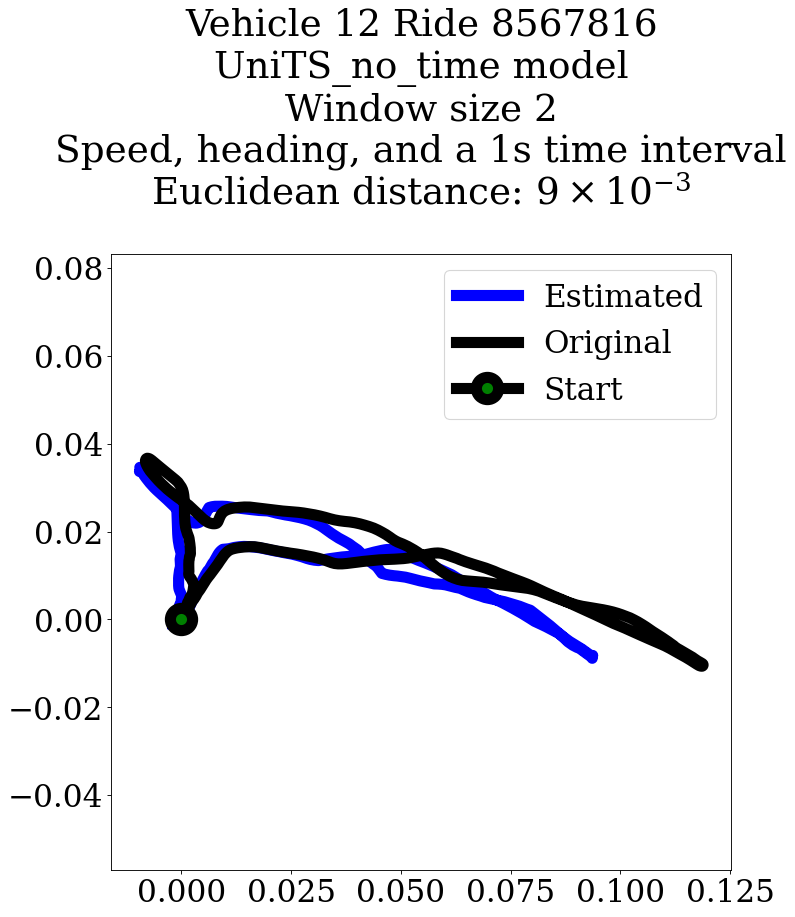 Vehicle 12 Ride 8567816
UniTS_no_time model
Window size 2
Speed, heading, and a 1s time interval
Euclidean distance: 9 × 10⁻³
Estimated
Original
Start
0.08
0.06
0.04
0.02
0.00
−0.02
−0.04
0.000 0.025 0.050 0.075 0.100 0.125